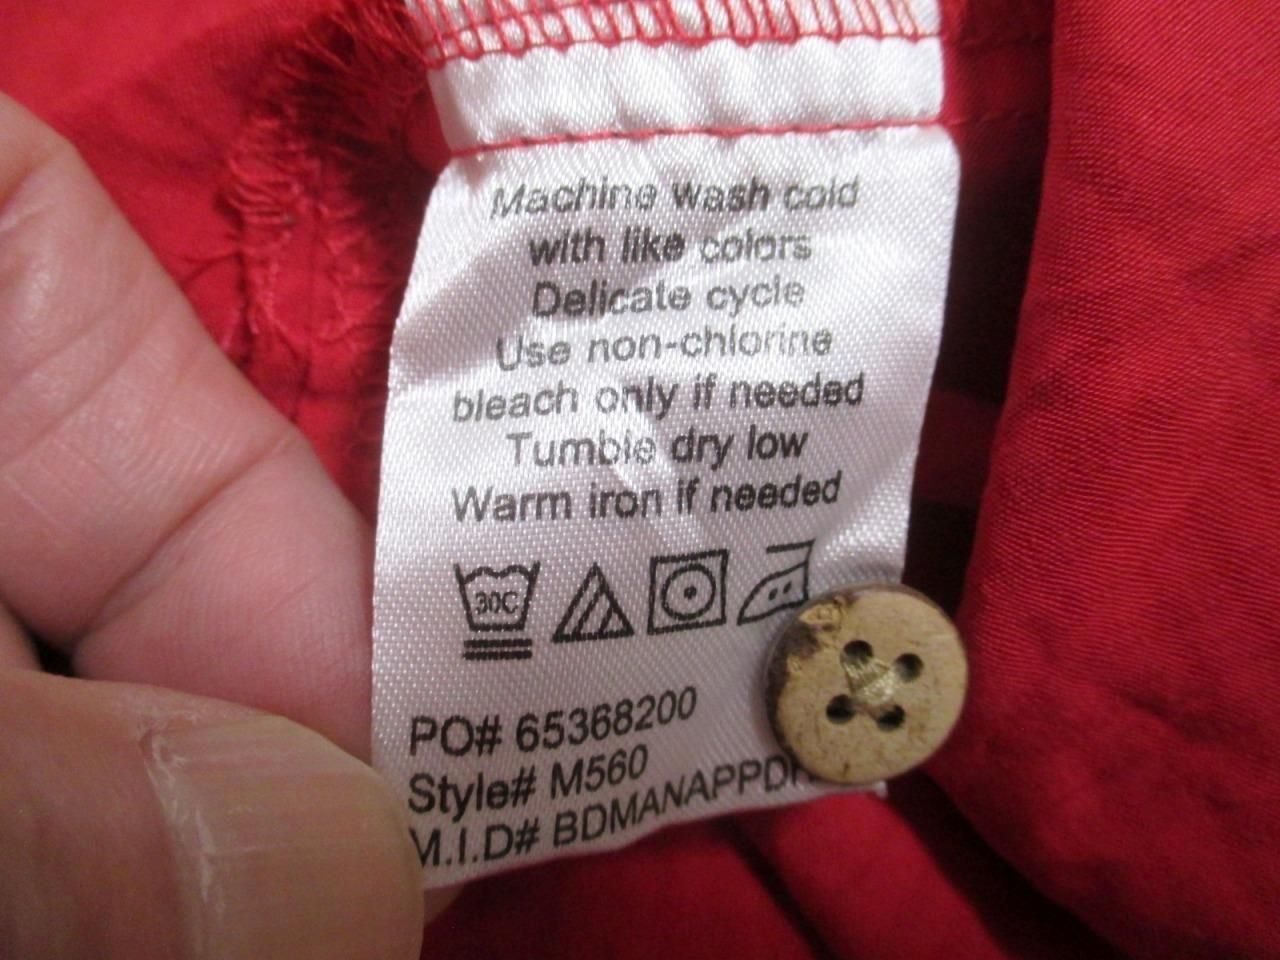 Machine wash cold
with like colors
Delicate cycle
Use non-chlorine
bleach only if needed
Tumble dry low
Warm iron if needed
30C
PO# 65368200
Style# M560
M.I.D#